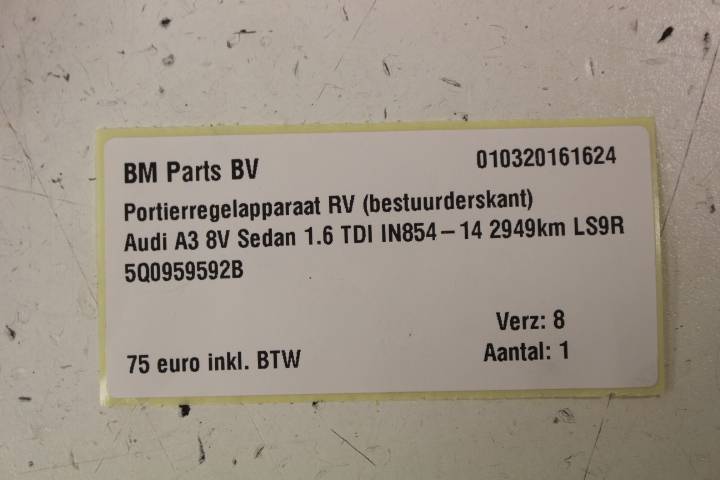 BM Parts BV 010320161624
Portierregelapparaat RV (bestuurderskant)
Audi A3 8V Sedan 1.6 TDI IN854-14 2949km LS9R
5Q0959592B
Verz: 8
75 euro inkl. BTW Aantal: 1